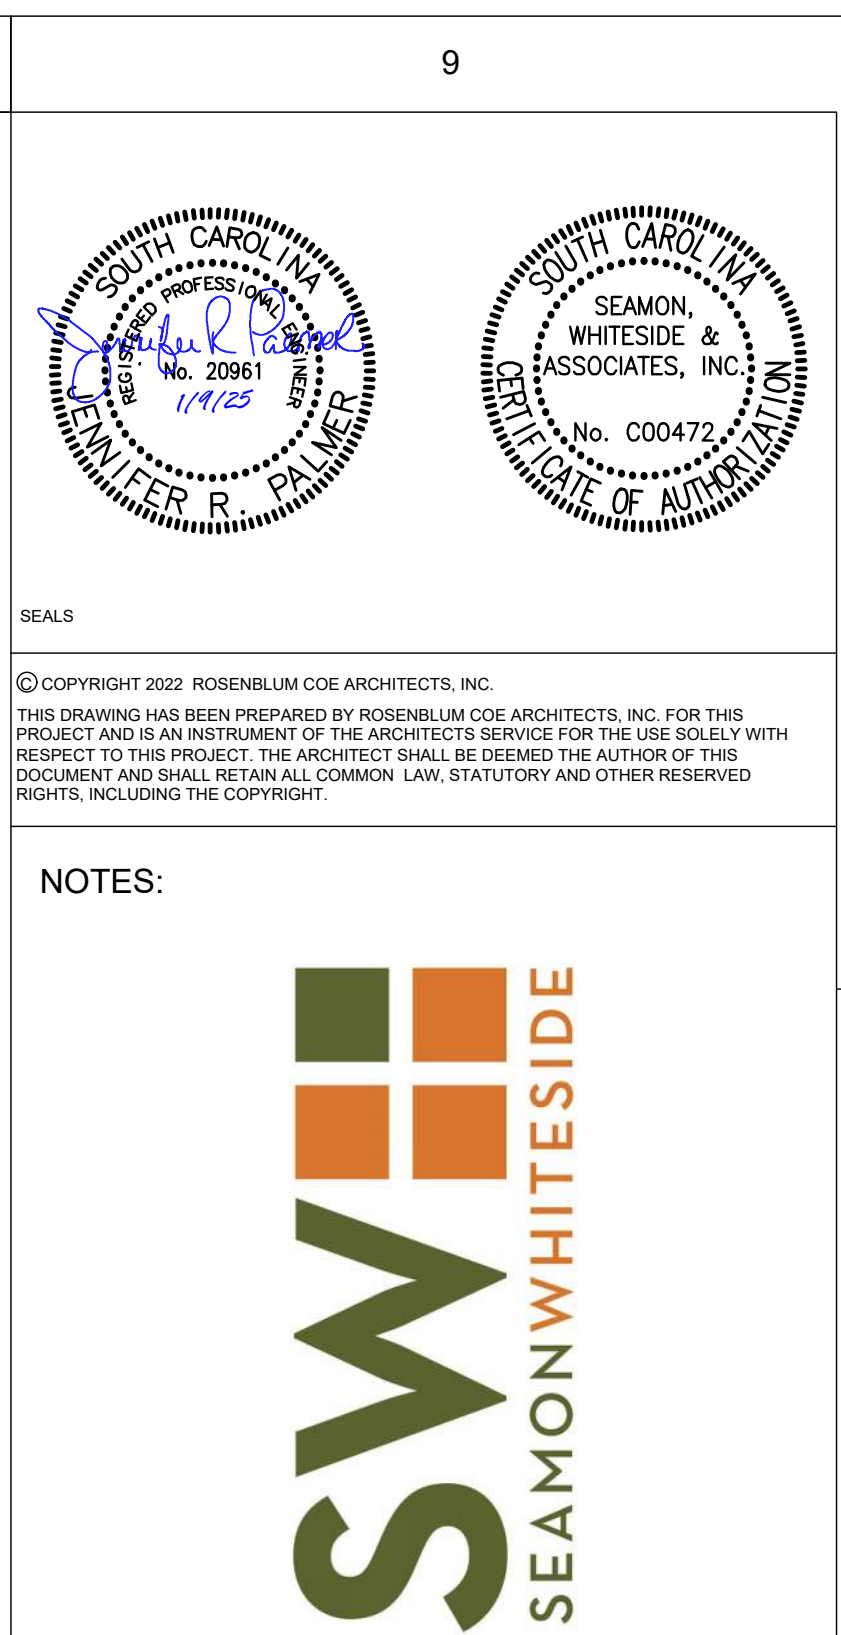 9
SOUTH CAROLINA
REGISTERED PROFESSIONAL ENGINEER
Jennifer R Palmer
No. 20961
1/9/25
JENNIFER R. PALMER
SOUTH CAROLINA
SEAMON,
WHITESIDE &
ASSOCIATES, INC.
No. C00472
CERTIFICATE OF AUTHORIZATION
SEALS
© COPYRIGHT 2022 ROSENBLUM COE ARCHITECTS, INC.
THIS DRAWING HAS BEEN PREPARED BY ROSENBLUM COE ARCHITECTS, INC. FOR THIS
PROJECT AND IS AN INSTRUMENT OF THE ARCHITECTS SERVICE FOR THE USE SOLELY WITH
RESPECT TO THIS PROJECT. THE ARCHITECT SHALL BE DEEMED THE AUTHOR OF THIS
DOCUMENT AND SHALL RETAIN ALL COMMON LAW, STATUTORY AND OTHER RESERVED
RIGHTS, INCLUDING THE COPYRIGHT.
NOTES:
SW
SEAMONWHITESIDE